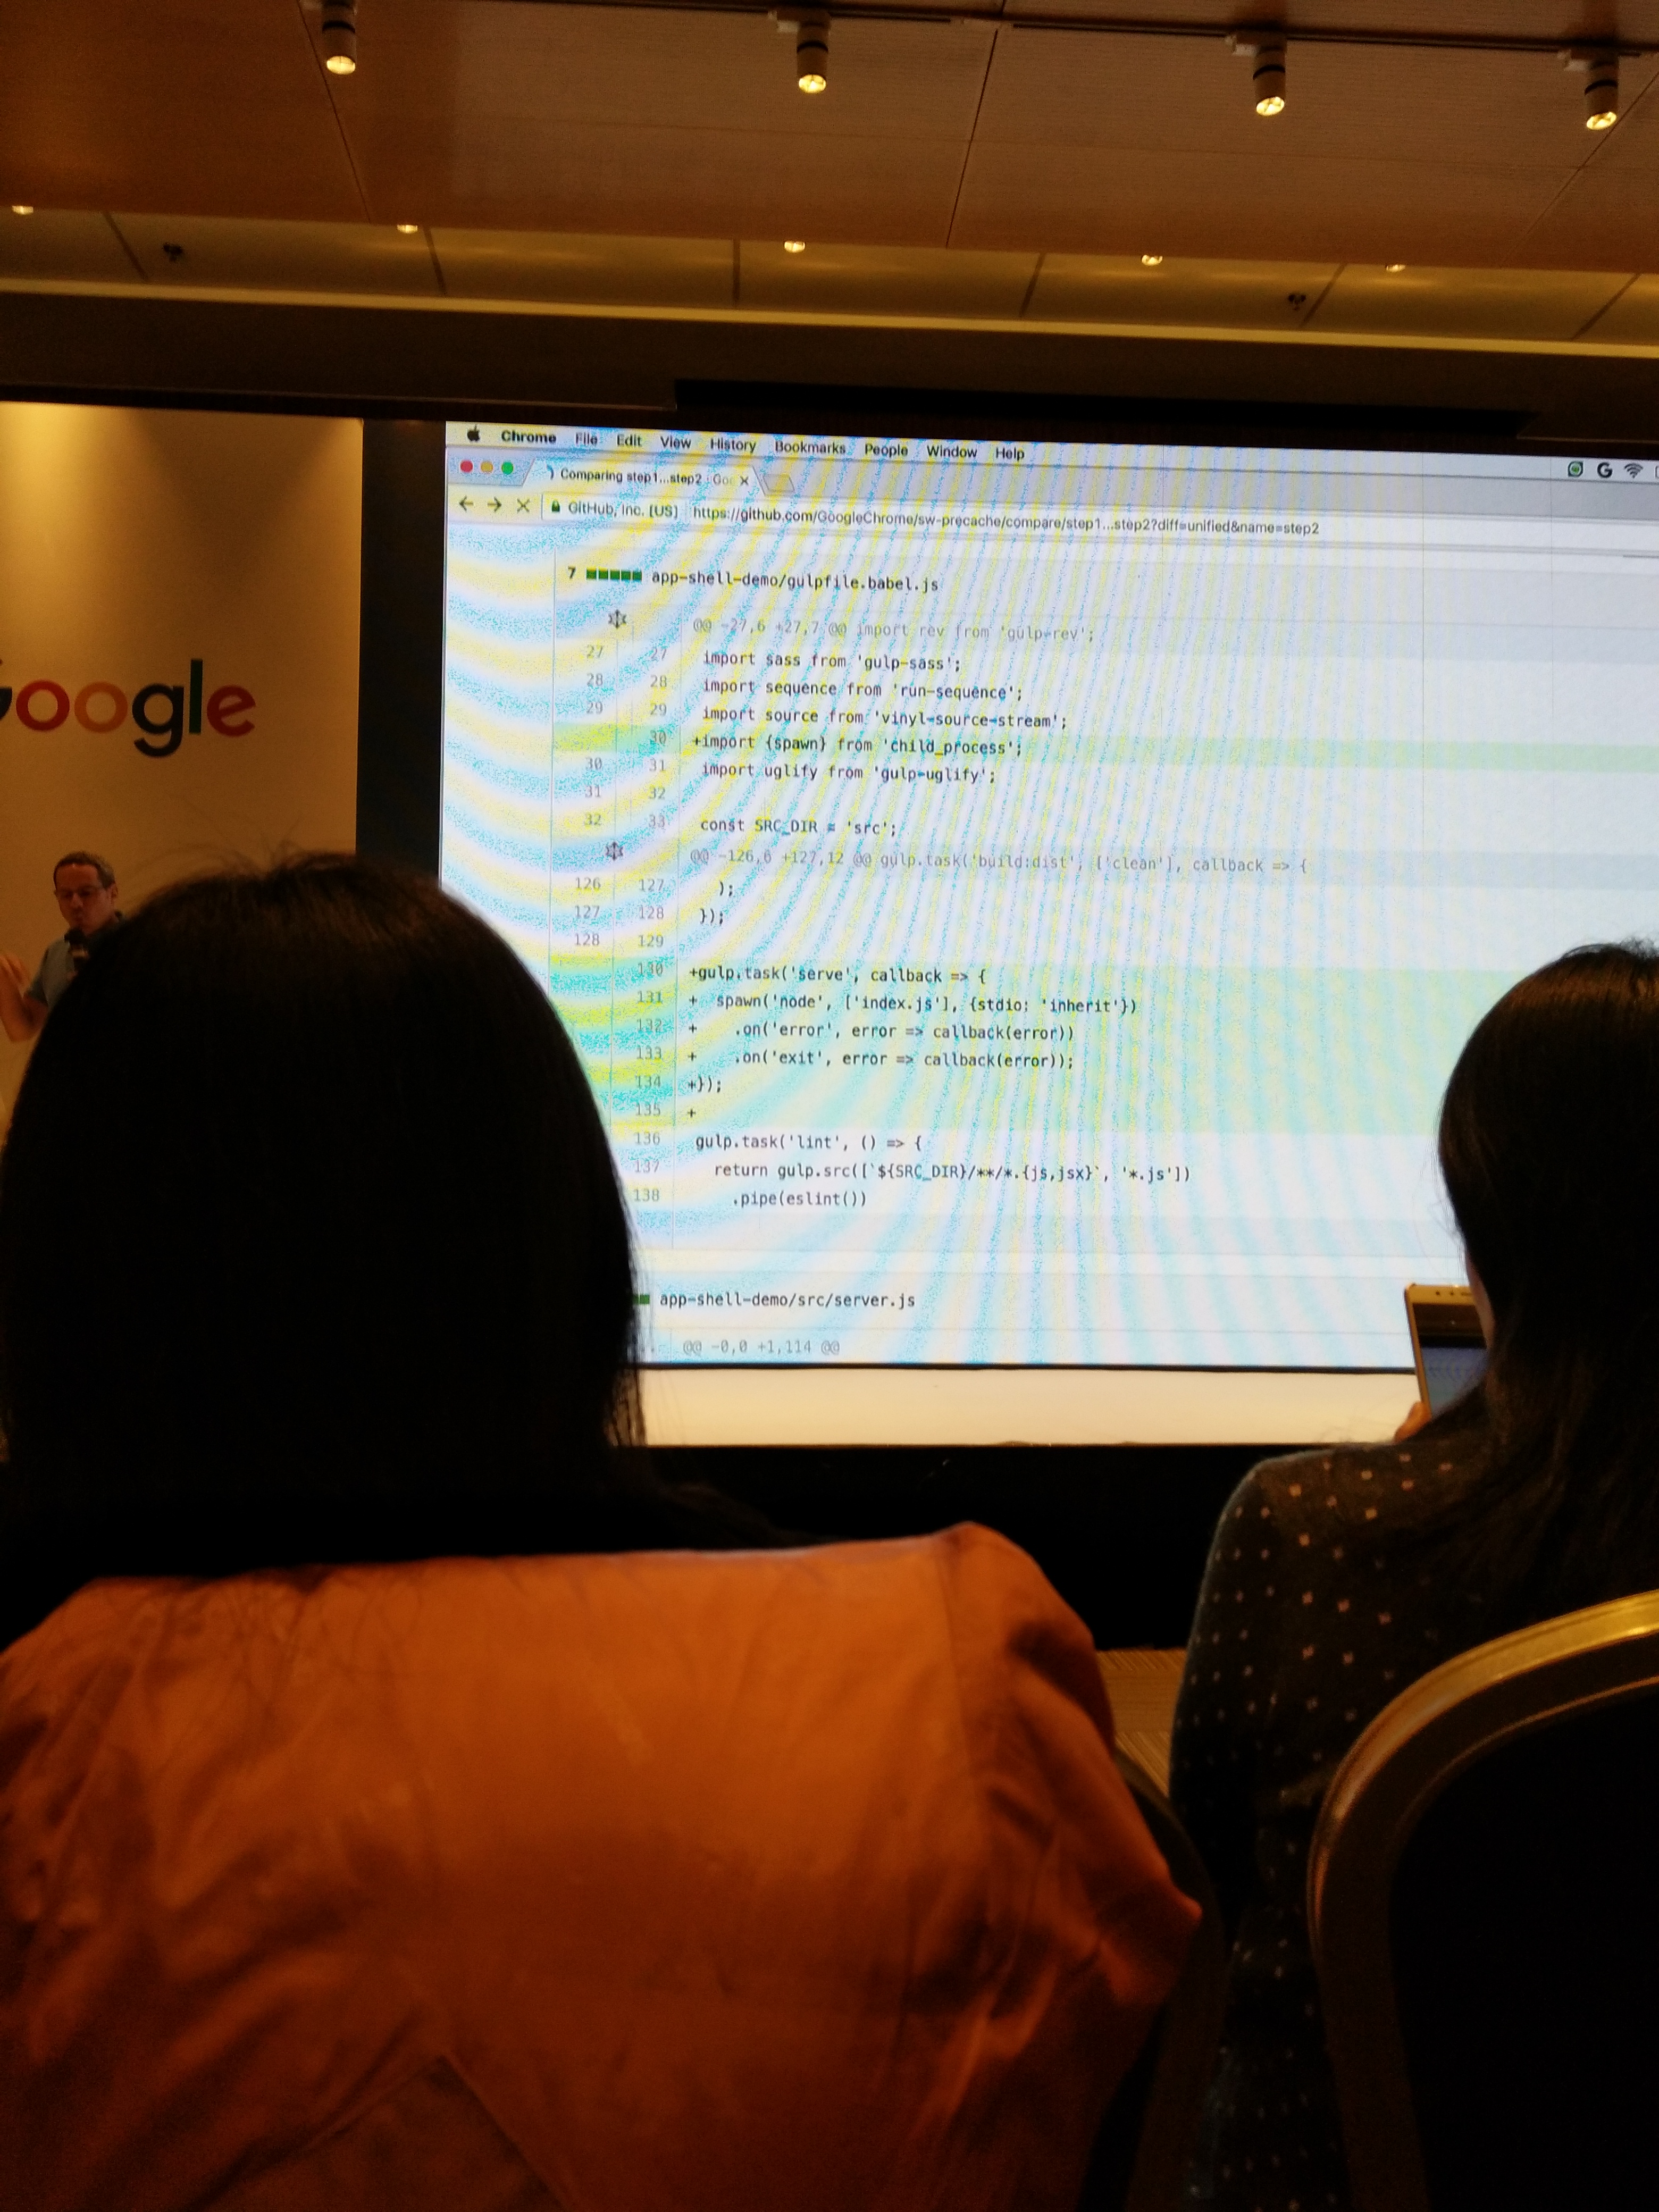 Chrome File Edit View History Bookmarks People Window Help
Comparing step1...step2 · Goo
GitHub, Inc. [US] https://github.com/GoogleChrome/sw-precache/compare/step1...step2?diff=unified&name=step2
7 app-shell-demo/gulpfile.babel.js
@@ -27,6 +27,7 @@ import rev from 'gulp-rev';
27 27 import sass from 'gulp-sass';
28 28 import sequence from 'run-sequence';
29 29 import source from 'vinyl-source-stream';
30 +import {spawn} from 'child_process';
30 31 import uglify from 'gulp-uglify';
31 32
32 33 const SRC_DIR = 'src';
@@ -126,6 +127,12 @@ gulp.task('build:dist', ['clean'], callback => {
126 127 );
127 128 });
128 129
130 +gulp.task('serve', callback => {
131 + spawn('node', ['index.js'], {stdio: 'inherit'})
132 + .on('error', error => callback(error))
133 + .on('exit', error => callback(error));
134 +});
135 +
136 gulp.task('lint', () => {
137 return gulp.src([`${SRC_DIR}/**/*.{js,jsx}`, '*.js'])
138 .pipe(eslint())
app-shell-demo/src/server.js
@@ -0,0 +1,114 @@
Google